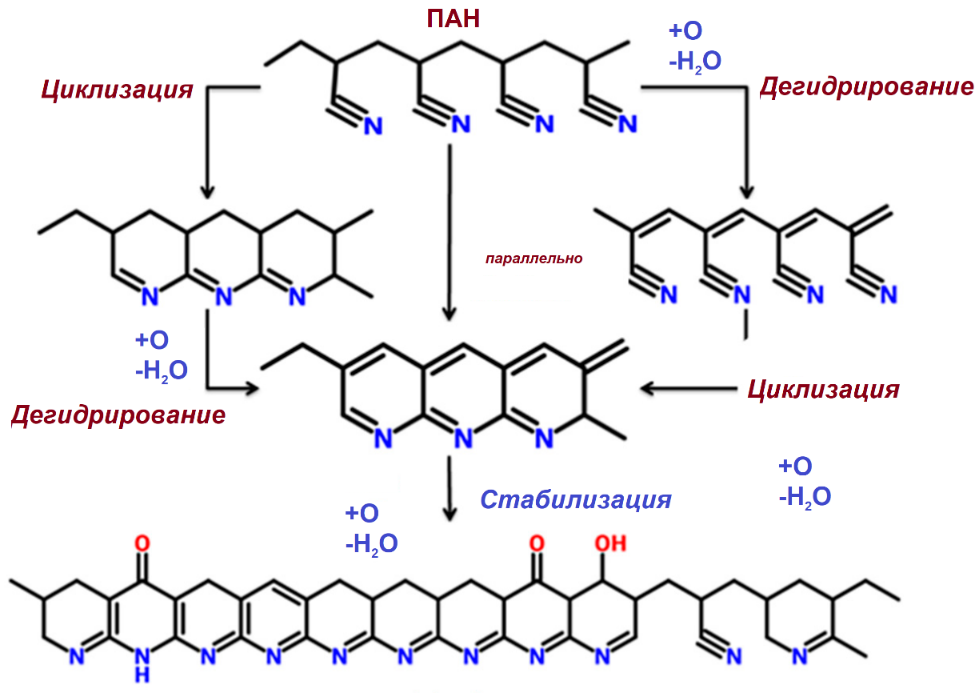 ПАН
+O
-H₂O
Циклизация
Дегидрирование
N N N N
параллельно
N N N
N N N N
+O
-H₂O
Дегидрирование
N N N
Циклизация
+O
-H₂O
Стабилизация
+O
-H₂O
O O OH
N N N N N N N N N N N
H